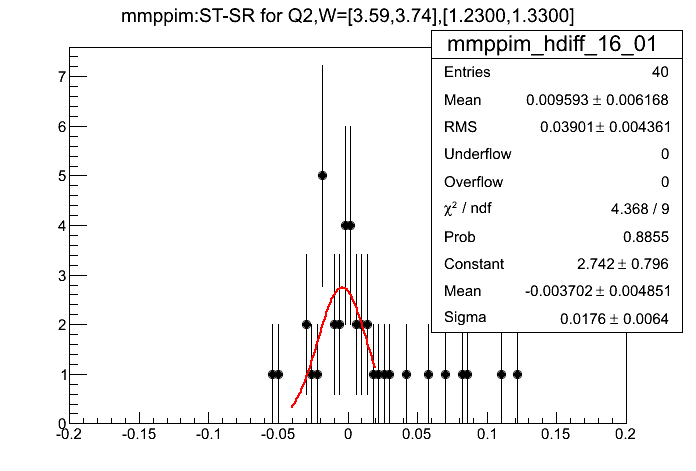 mmppim:ST-SR for Q2,W=[3.59,3.74],[1.2300,1.3300]
mmppim_hdiff_16_01
Entries 40
Mean 0.009593 ± 0.006168
RMS 0.03901 ± 0.004361
Underflow 0
Overflow 0
χ² / ndf 4.368 / 9
Prob 0.8855
Constant 2.742 ± 0.796
Mean -0.003702 ± 0.004851
Sigma 0.0176 ± 0.0064
7
6
5
4
3
2
1
0
-0.2 -0.15 -0.1 -0.05 0 0.05 0.1 0.15 0.2